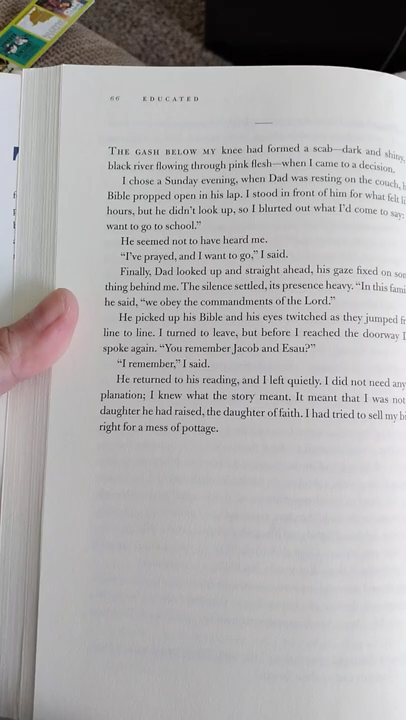 66 EDUCATED
THE GASH BELOW MY knee had formed a scab—dark and shiny,
black river flowing through pink flesh—when I came to a decision.
I chose a Sunday evening, when Dad was resting on the couch,
Bible propped open in his lap. I stood in front of him for what felt
hours, but he didn't look up, so I blurted out what I'd come to say:
want to go to school."
He seemed not to have heard me.
"I've prayed, and I want to go," I said.
Finally, Dad looked up and straight ahead, his gaze fixed on
thing behind me. The silence settled, its presence heavy. "In this
he said, "we obey the commandments of the Lord."
He picked up his Bible and his eyes twitched as they jumped
line to line. I turned to leave, but before I reached the doorway
spoke again. "You remember Jacob and Esau?"
"I remember," I said.
He returned to his reading, and I left quietly. I did not need any
planation; I knew what the story meant. It meant that I was not
daughter he had raised, the daughter of faith. I had tried to sell my
right for a mess of pottage.